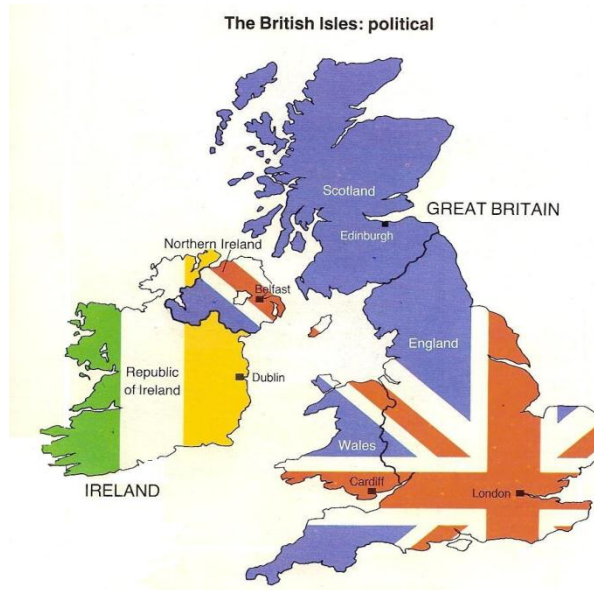 The British Isles: political
Scotland
GREAT BRITAIN
Edinburgh
Northern Ireland
Belfast
England
Republic
of Ireland
Dublin
Wales
Cardiff
London
IRELAND